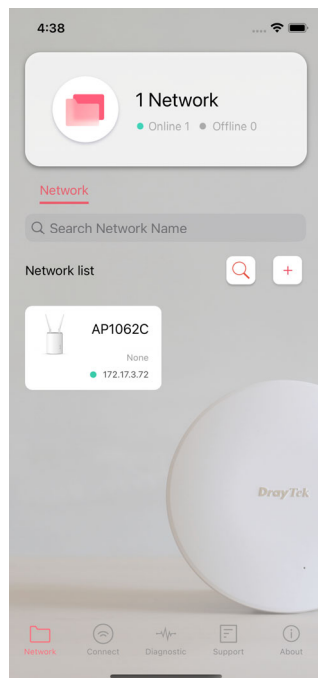 4:38
1 Network
Online 1 Offline 0
Network
Search Network Name
Network list
+
AP1062C
None
172.17.3.72
DrayTek
Network Connect Diagnostic Support About